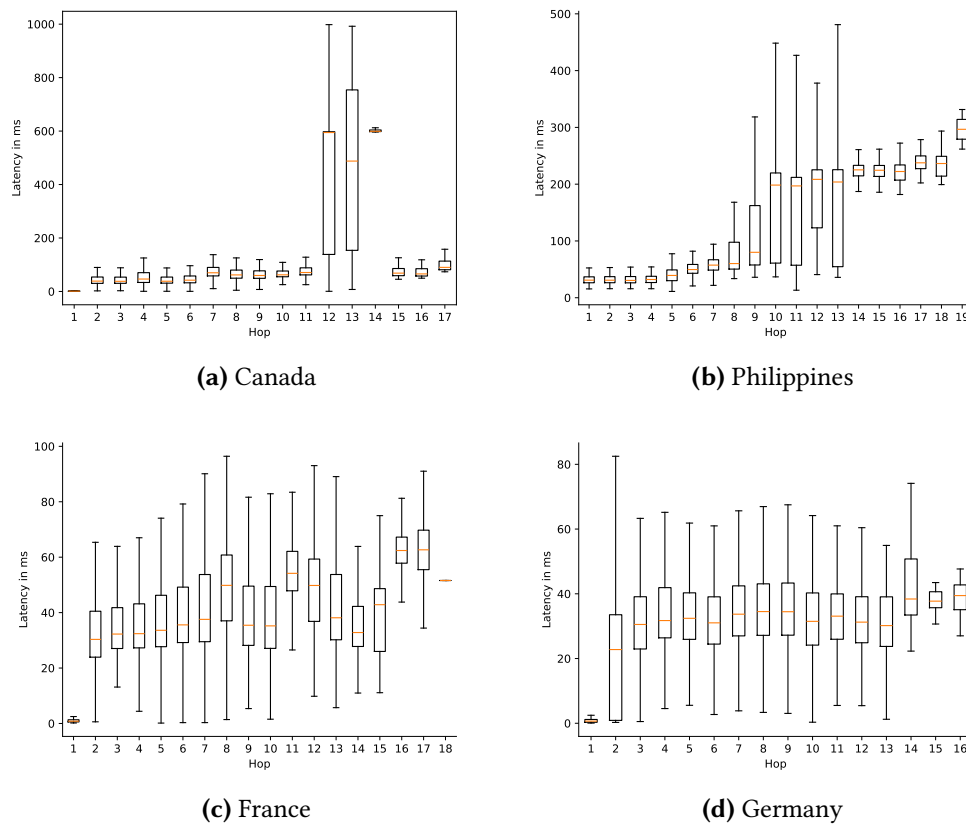 1000
800
600
400
200
0
Latency in ms
1 2 3 4 5 6 7 8 9 10 11 12 13 14 15 16 17
Hop
(a) Canada
500
400
300
200
100
0
Latency in ms
1 2 3 4 5 6 7 8 9 10 11 12 13 14 15 16 17 18 19
Hop
(b) Philippines
100
80
60
40
20
0
Latency in ms
1 2 3 4 5 6 7 8 9 10 11 12 13 14 15 16 17 18
Hop
(c) France
80
60
40
20
0
Latency in ms
1 2 3 4 5 6 7 8 9 10 11 12 13 14 15 16
Hop
(d) Germany